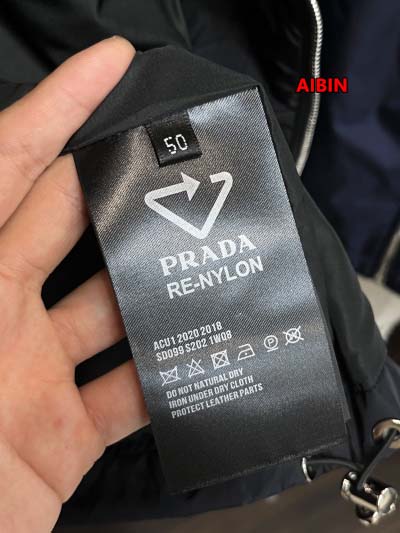 AIBIN
50
PRADA
RE-NYLON
ACU1 2020 2018
SD099 S202 1WQ8
DO NOT NATURAL DRY
IRON UNDER DRY CLOTH
PROTECT LEATHER PARTS